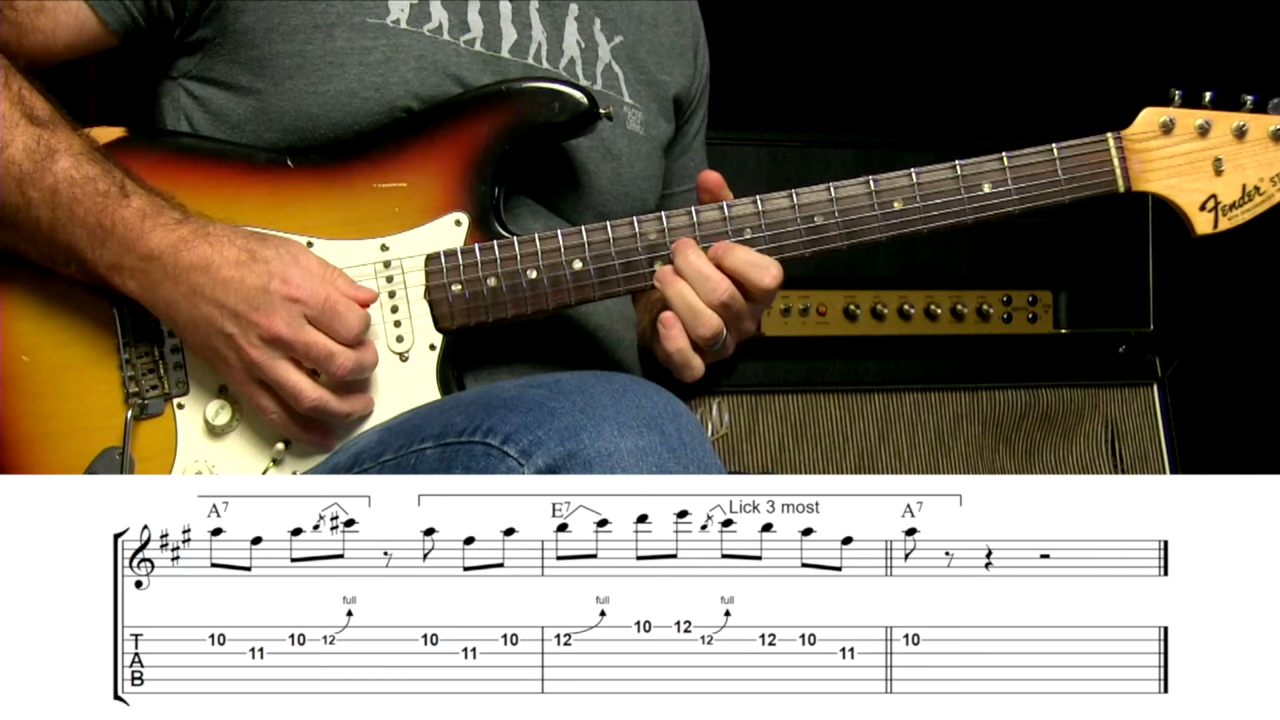 Fender
A7 E7 Lick 3 most A7
full full full
10 12
T 10 10 12 10 10 12 12 12 10 10
A 11 11 11
B